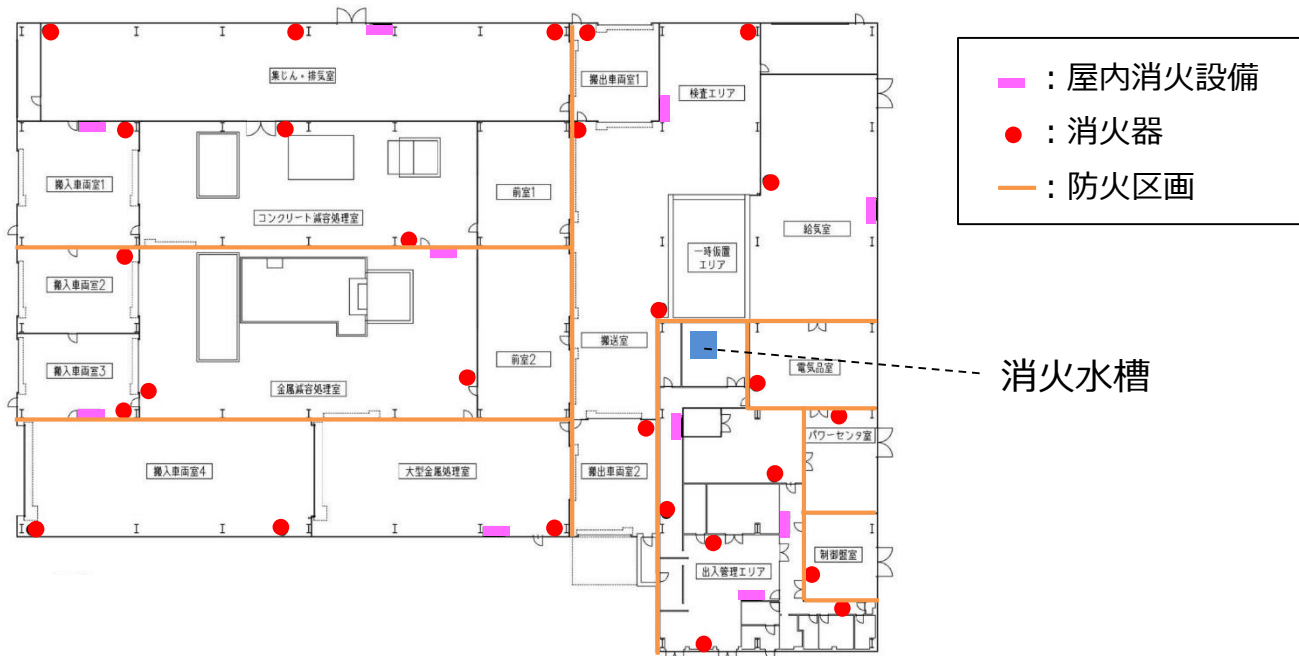 集じん・排気室
搬出車両室1
検査エリア
搬入車両室1
コンクリート減容処理室
前室1
給気室
一時仮置
エリア
搬入車両室2
搬入車両室3
金属減容処理室
前室2
搬送室
電気品室
パワーセンタ室
搬入車両室4
大型金属処理室
搬出車両室2
制御盤室
出入管理エリア
：屋内消火設備
：消火器
：防火区画
消火水槽